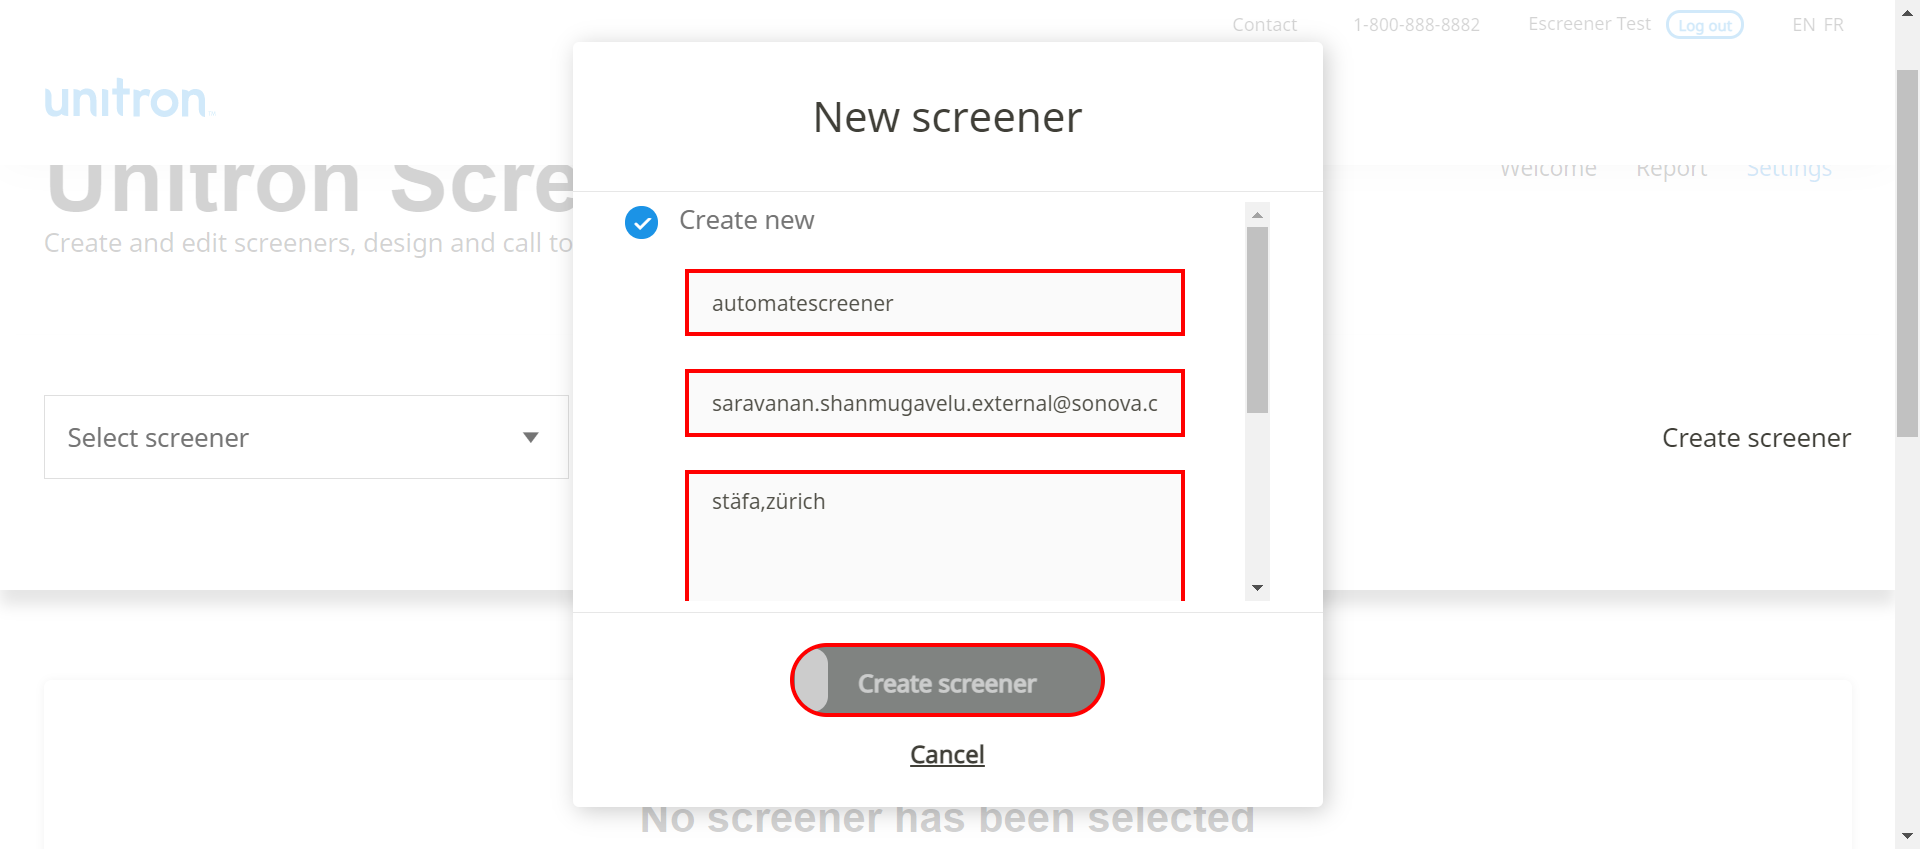 Contact 1-800-888-8882 Escreener Test Log out EN FR
unitron
Unitron Scre
Welcome Report Settings
Create and edit screeners, design and call to
Select screener
Create screener
New screener
Create new
automatescreener
saravanan.shanmugavelu.external@sonova.c
stäfa,zürich
Create screener
Cancel
No screener has been selected